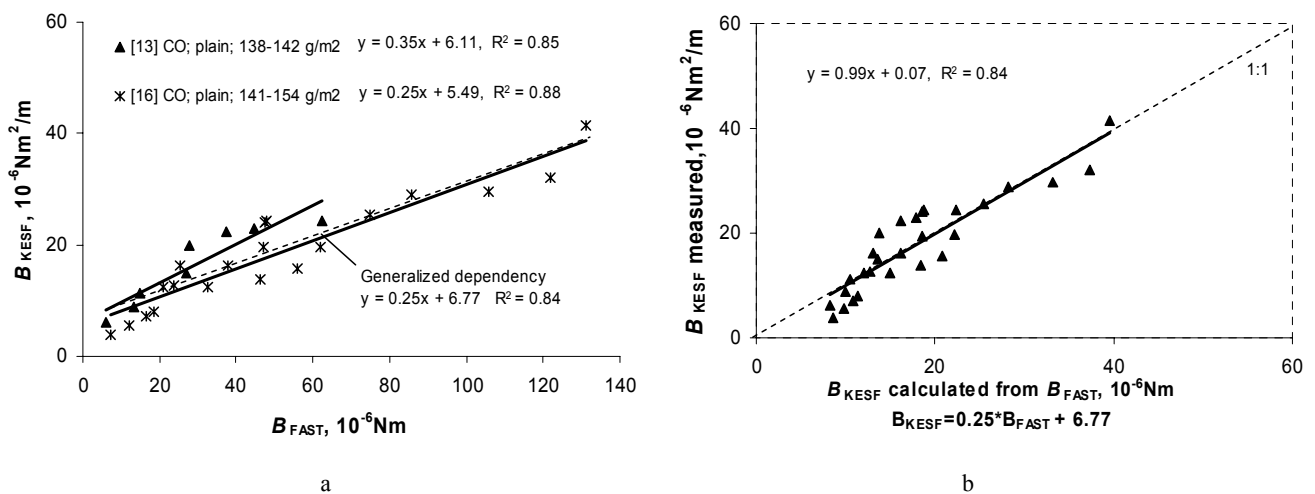 60
40
20
0
B KESF, 10⁻⁶Nm²/m
▲ [13] CO; plain; 138-142 g/m2 y = 0.35x + 6.11, R² = 0.85
[16] CO; plain; 141-154 g/m2 y = 0.25x + 5.49, R² = 0.88
Generalized dependency
y = 0.25x + 6.77 R² = 0.84
0 20 40 60 80 100 120 140
B FAST, 10⁻⁶Nm
a
60
50
40
30
20
10
0
B KESF measured,10 ⁻⁶Nm²/m
y = 0.99x + 0.07, R² = 0.84
1:1
0 20 40 60
B KESF calculated from B FAST, 10⁻⁶Nm
BKESF=0.25*BFAST + 6.77
b